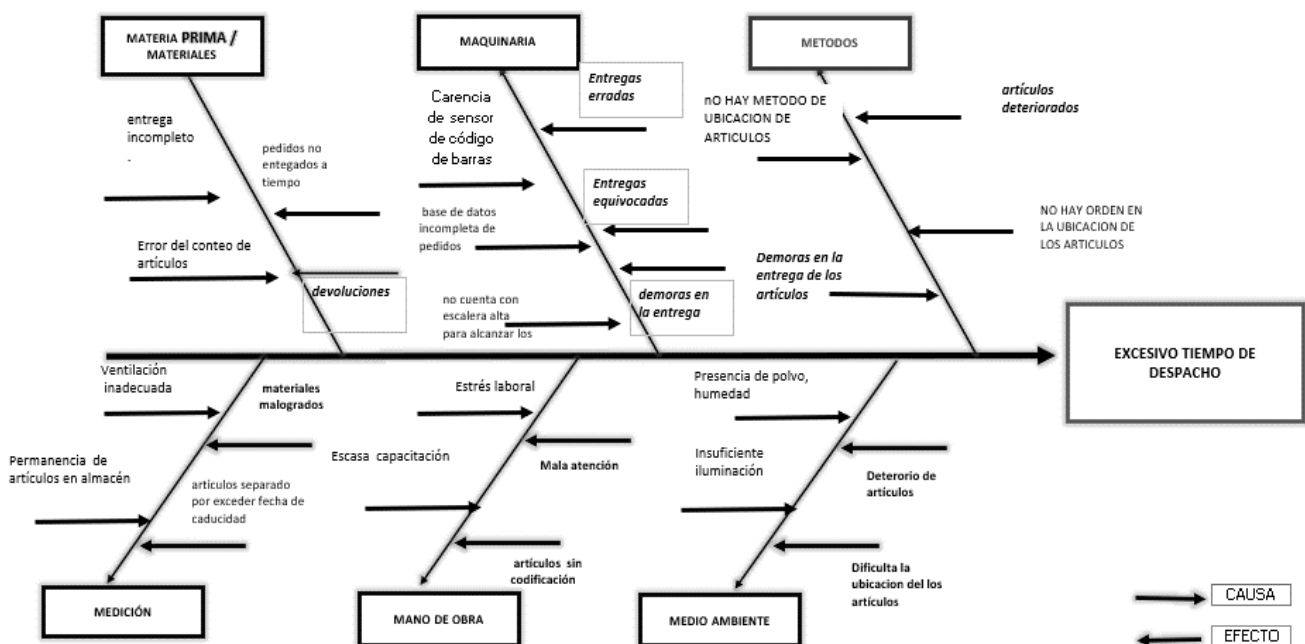 MATERIA PRIMA /
MATERIALES
MAQUINARIA
METODOS
entrega
incompleto
.
pedidos no
entegados a
tiempo
Error del conteo de
artículos
devoluciones
Carencia
de sensor
de código
de barras
Entregas
erradas
base de datos
incompleta de
pedidos
Entregas
equivocadas
no cuenta con
escalera alta
para alcanzar los
demoras en
la entrega
nO HAY METODO DE
UBICACION DE
ARTICULOS
artículos
deteriorados
NO HAY ORDEN EN
LA UBICACION DE
LOS ARTICULOS
Demoras en la
entrega de los
artículos
EXCESIVO TIEMPO DE
DESPACHO
Ventilación
inadecuada
materiales
malogrados
Permanencia de
artículos en almacén
artículos separado
por exceder fecha de
caducidad
Estrés laboral
Mala atención
Escasa capacitación
artículos sin
codificación
Presencia de polvo,
humedad
Deterorio de
artículos
Insuficiente
iluminación
Dificulta la
ubicacion del los
artículos
MEDICIÓN
MANO DE OBRA
MEDIO AMBIENTE
CAUSA
EFECTO